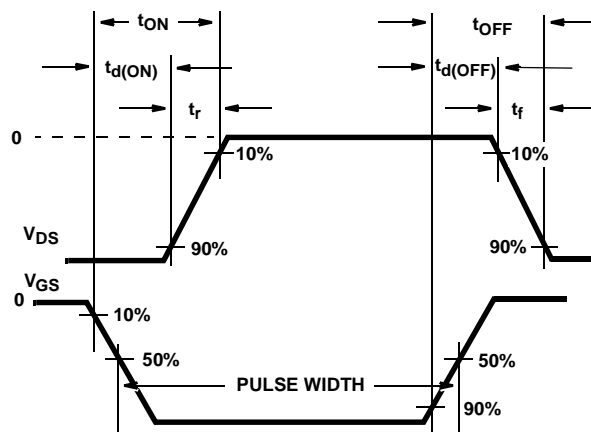 tON
tOFF
td(ON)
td(OFF)
tr
tf
0
10%
10%
VDS
90%
90%
VGS
0
10%
50%
50%
PULSE WIDTH
90%